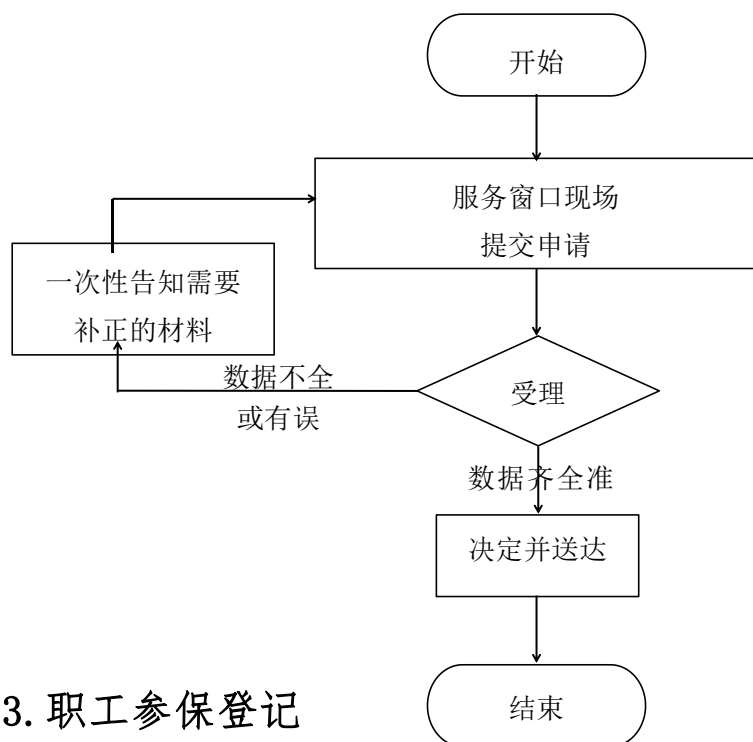 开始
服务窗口现场
提交申请
一次性告知需要
补正的材料
数据不全
或有误
受理
数据齐全准
决定并送达
结束
3.职工参保登记